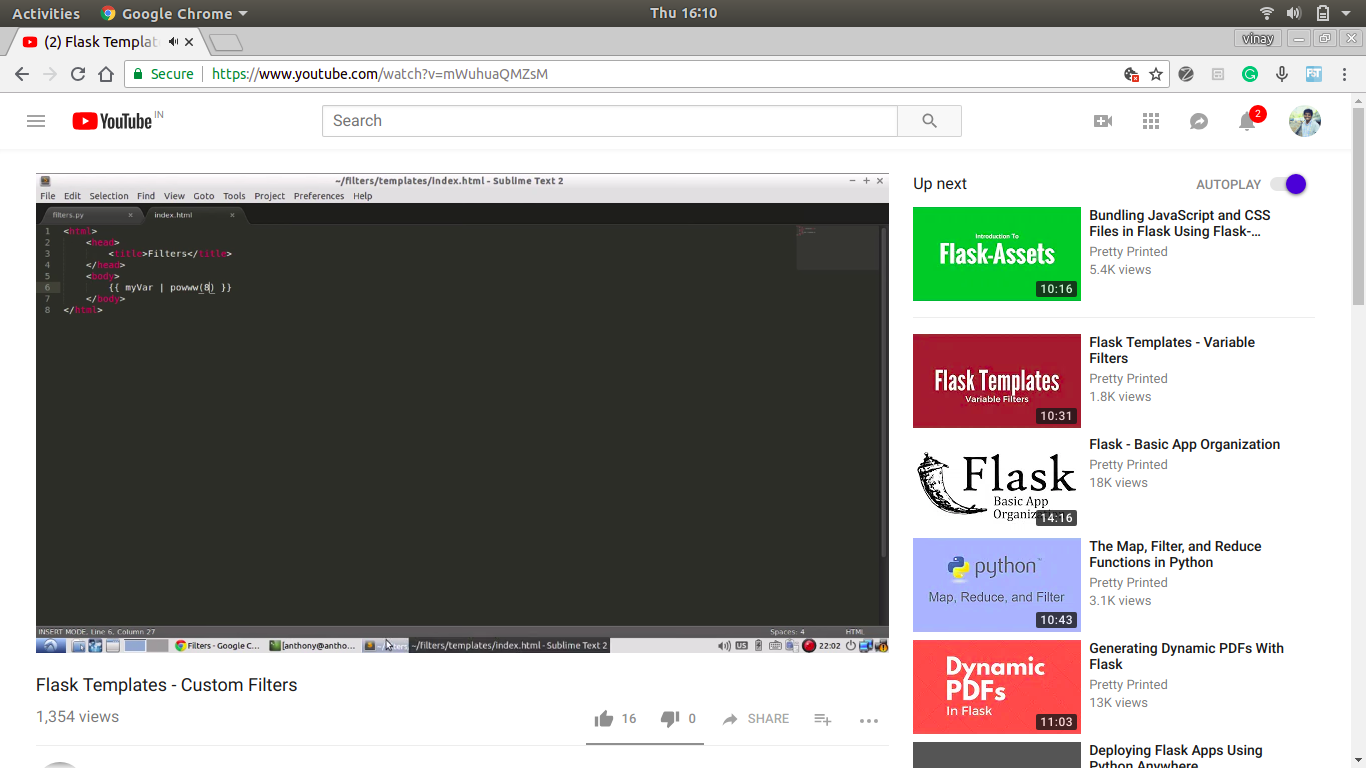 Activities Google Chrome Thu 16:10
(2) Flask Templat vinay
Secure https://www.youtube.com/watch?v=mWuhuaQMZsM
YouTube IN Search 2
~/filters/templates/index.html - Sublime Text 2
File Edit Selection Find View Goto Tools Project Preferences Help
filters.py index.html
1 <html>
2 <head>
3 <title>Filters</title>
4 </head>
5 <body>
6 {{ myVar | powww(8) }}
7 </body>
8 </html>
INSERT MODE, Line 6, Column 27 Spaces: 4 HTML
Filters - Google C... [anthony@antho... ~/filters/templates/index.html - Sublime Text 2 US 22:02
Flask Templates - Custom Filters
1,354 views
16 0 SHARE
Up next AUTOPLAY
Introduction To
Flask-Assets
10:16
Bundling JavaScript and CSS
Files in Flask Using Flask-...
Pretty Printed
5.4K views
Flask Templates
Variable Filters
10:31
Flask Templates - Variable
Filters
Pretty Printed
1.8K views
Flask
Basic App
Organiz
14:16
Flask - Basic App Organization
Pretty Printed
18K views
python
Map, Reduce, and Filter
10:43
The Map, Filter, and Reduce
Functions in Python
Pretty Printed
3.1K views
Dynamic
PDFs
In Flask
11:03
Generating Dynamic PDFs With
Flask
Pretty Printed
13K views
Deploying Flask Apps Using
Python Anywhere